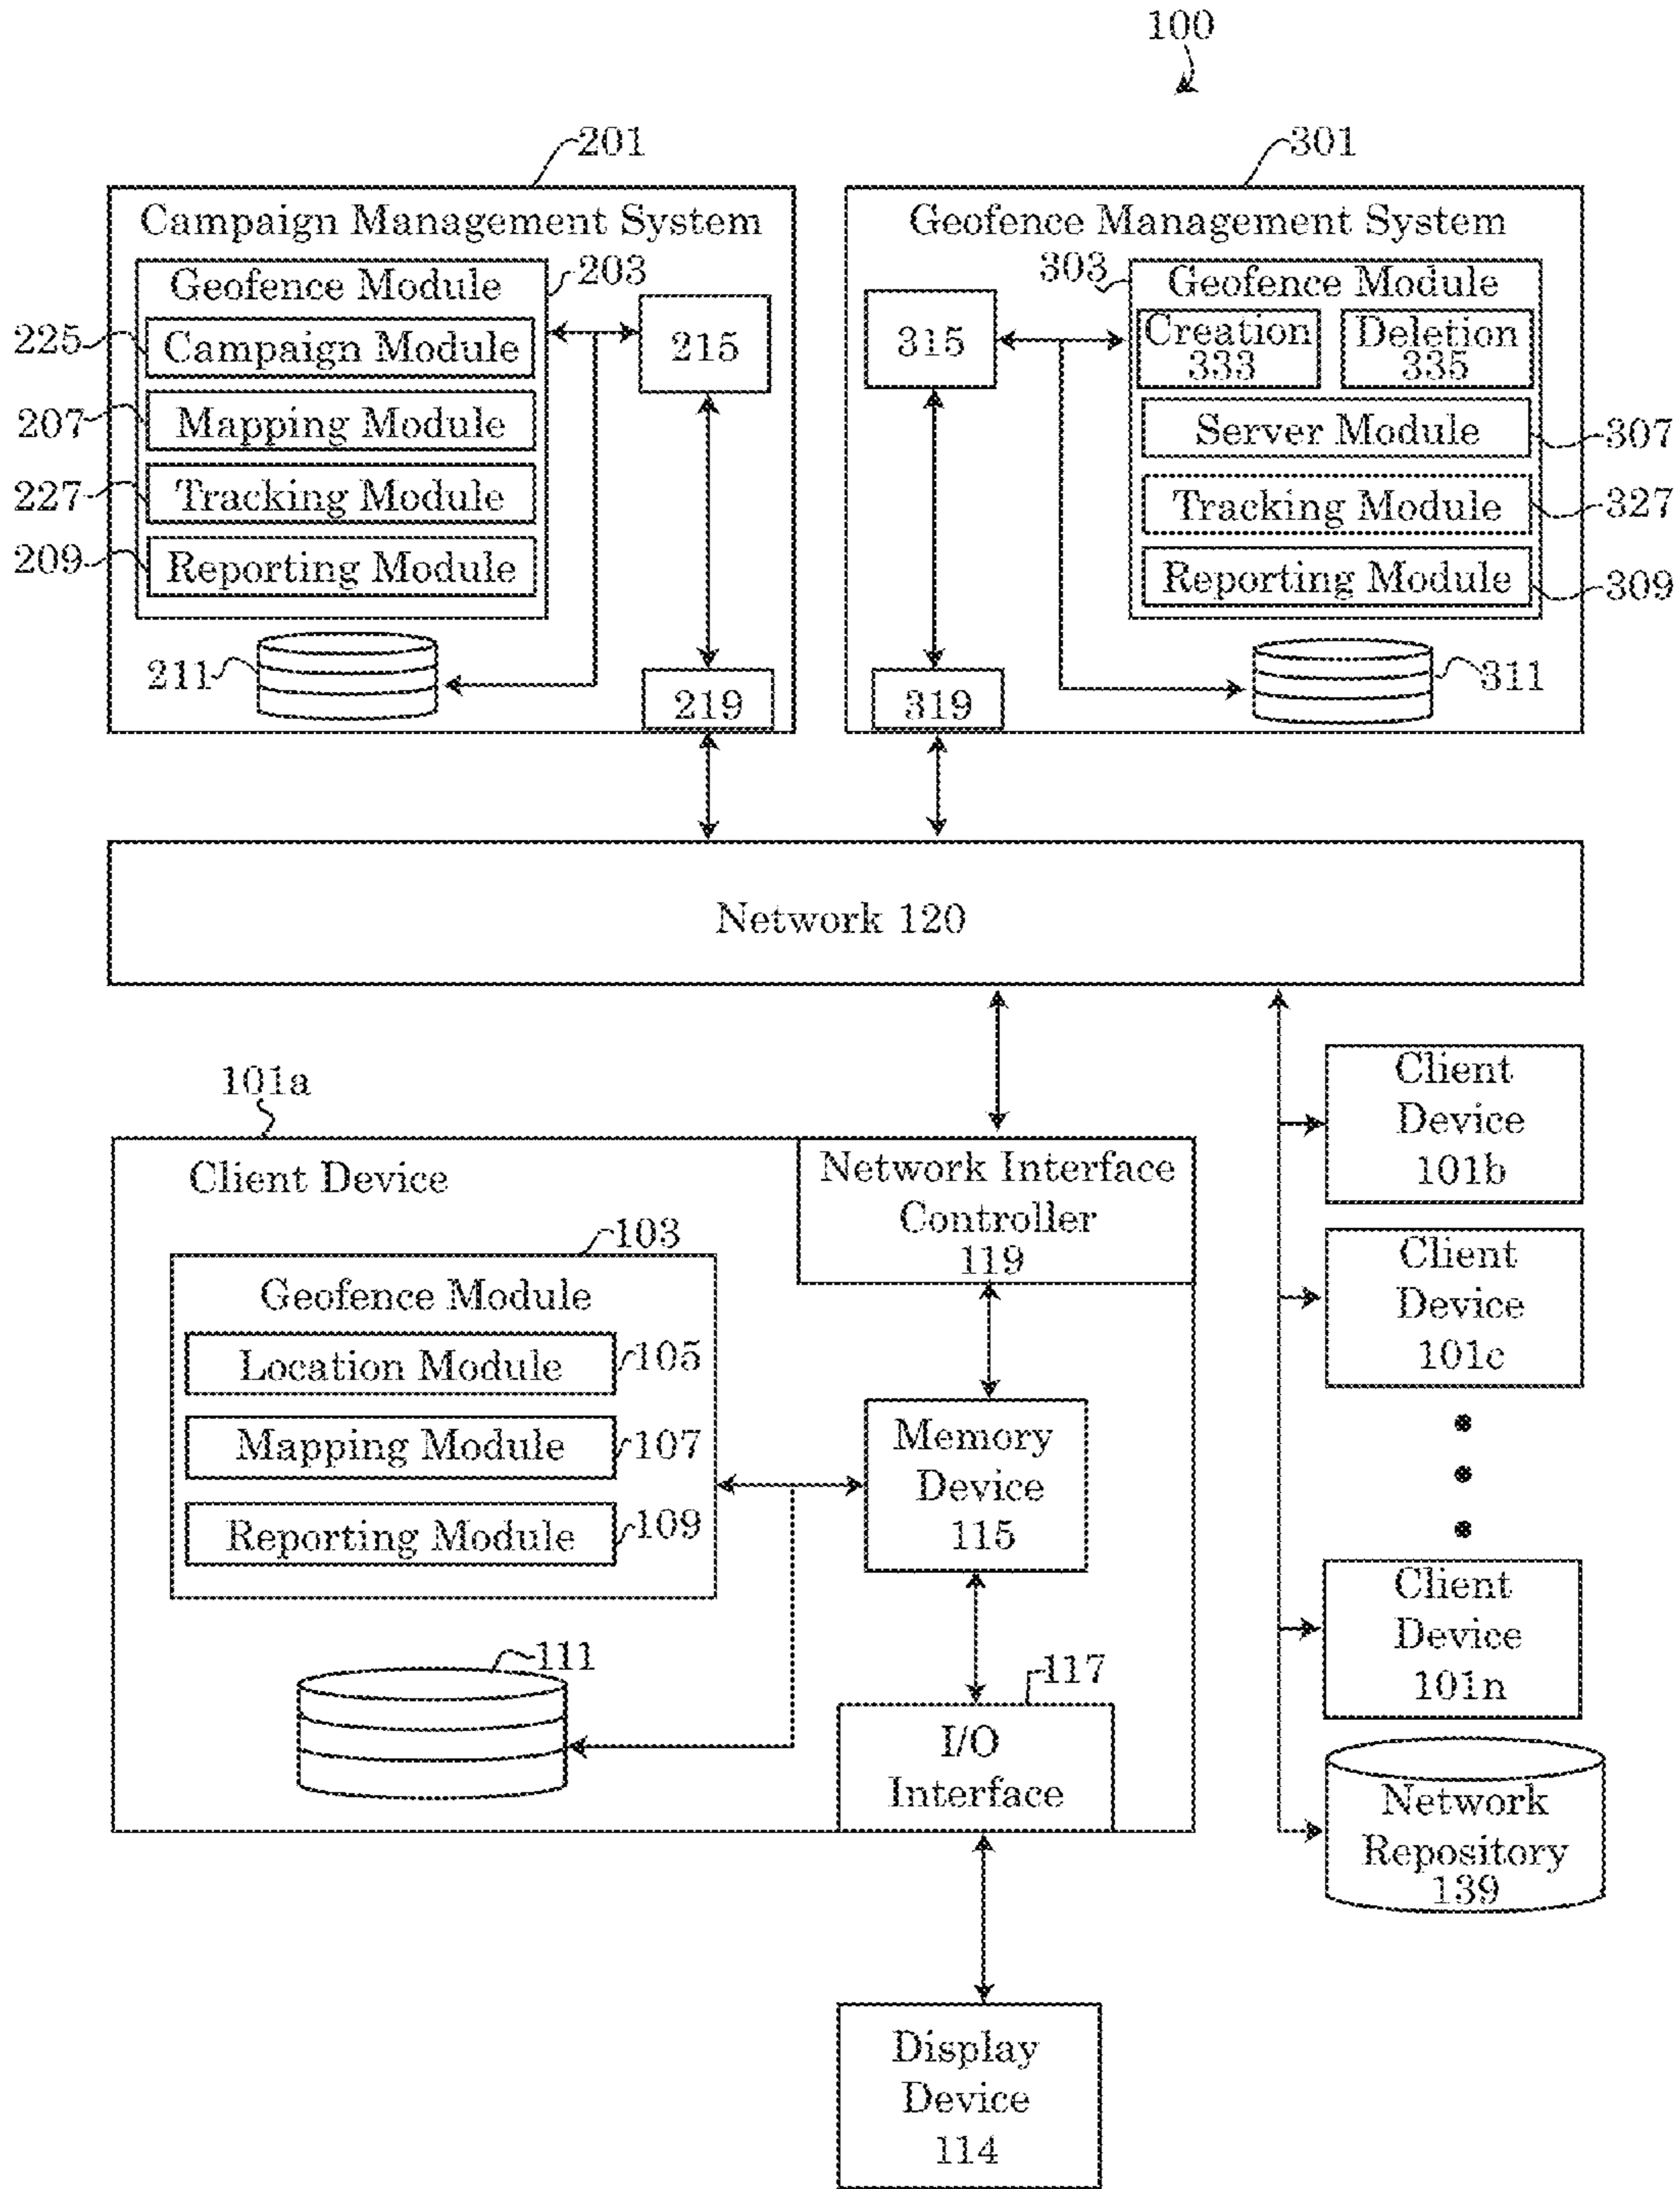 100
201
301
Campaign Management System
Geofence Management System
203
Geofence Module
303
Geofence Module
225
Campaign Module
215
315
Creation
333
Deletion
335
207
Mapping Module
Server Module
307
227
Tracking Module
Tracking Module
327
209
Reporting Module
Reporting Module
309
211
219
319
311
Network 120
101a
Client Device
Network Interface
Controller
119
103
Geofence Module
Location Module
105
Mapping Module
107
Reporting Module
109
Memory
Device
115
111
117
I/O
Interface
Client
Device
101b
Client
Device
101c
Client
Device
101n
Network
Repository
139
Display
Device
114